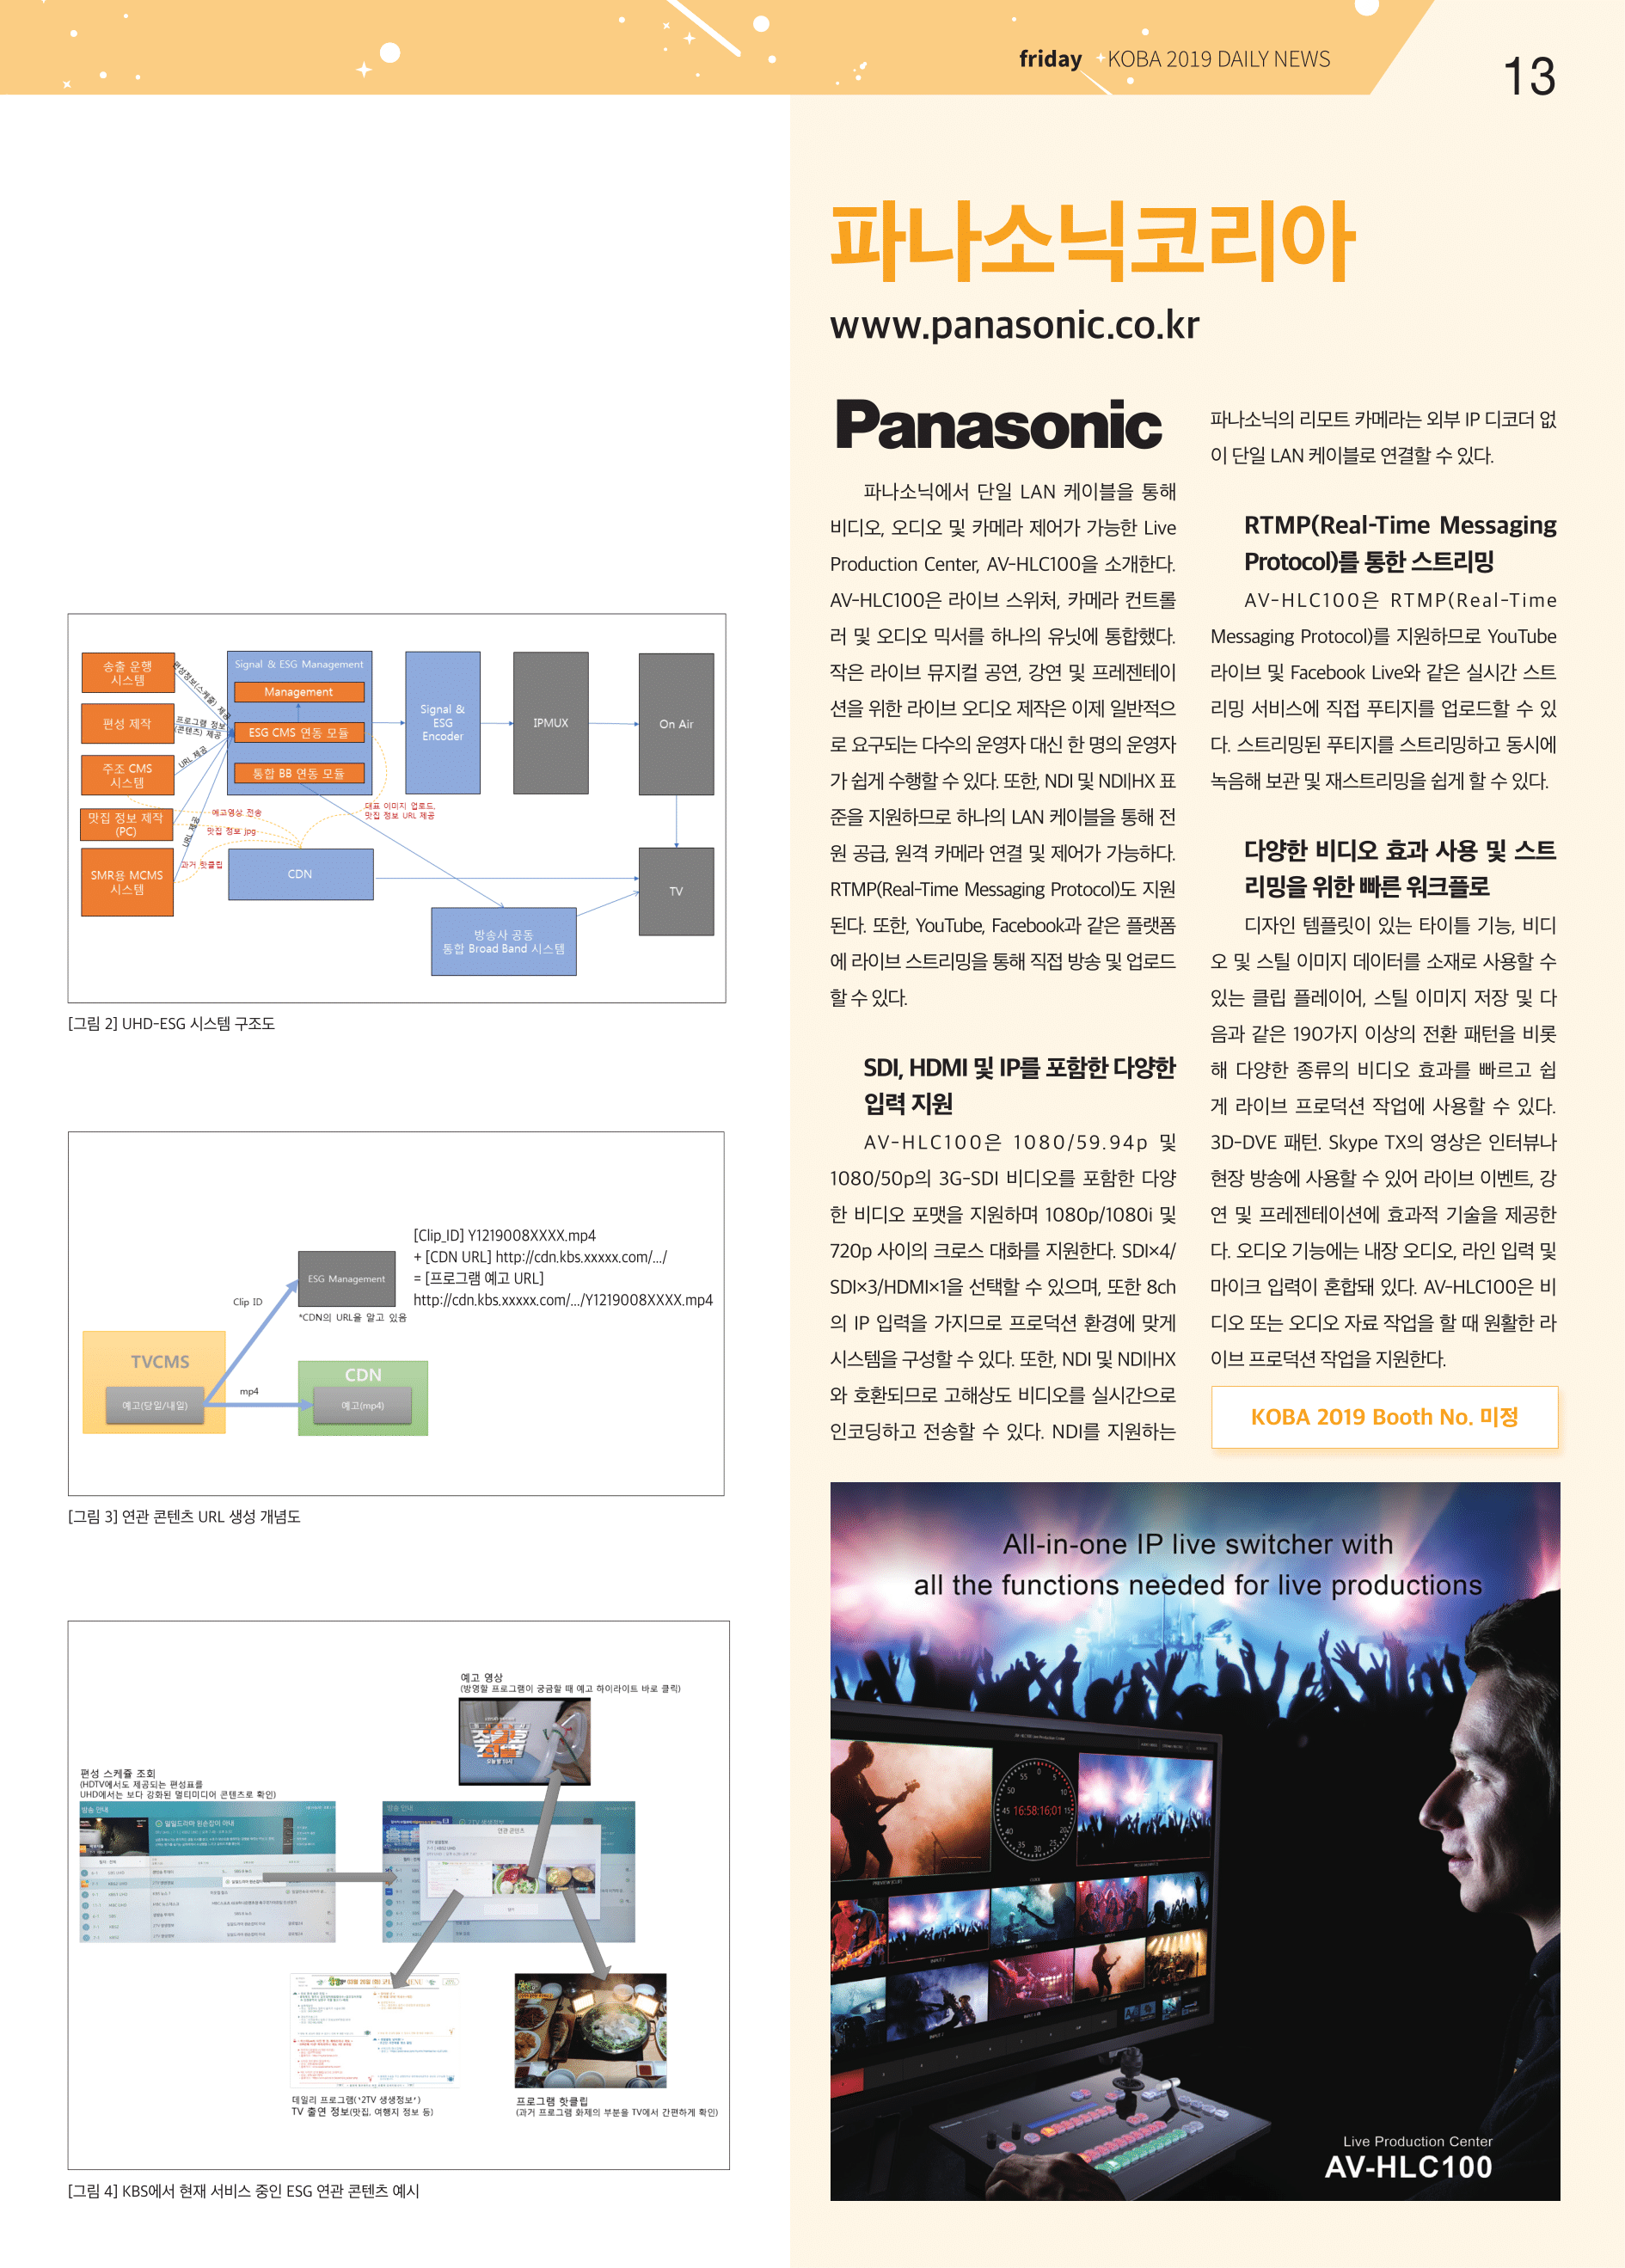 friday KOBA 2019 DAILY NEWS
13
송출 운행
시스템
편성 제작
주조 CMS
시스템
맛집 정보 제작
(PC)
SMR용 MCMS
시스템
편성정보(스케줄) 제공
프로그램 정보
(콘텐츠) 제공
URL 제공
URL 제공
Signal & ESG Management
Management
ESG CMS 연동 모듈
통합 BB 연동 모듈
Signal &
ESG
Encoder
IPMUX
On Air
예고영상 전송
맛집 정보 jpg
과거 핫클립
대표 이미지 업로드,
맛집 정보 URL 제공
CDN
TV
방송사 공동
통합 Broad Band 시스템
[그림 2] UHD-ESG 시스템 구조도
[Clip_ID] Y1219008XXXX.mp4
+ [CDN URL] http://cdn.kbs.xxxxx.com/.../
= [프로그램 예고 URL]
http://cdn.kbs.xxxxx.com/.../Y1219008XXXX.mp4
ESG Management
*CDN의 URL을 알고 있음
Clip ID
TVCMS
예고(당일/내일)
mp4
CDN
예고(mp4)
[그림 3] 연관 콘텐츠 URL 생성 개념도
예고 영상
(방영할 프로그램이 궁금할 때 예고 하이라이트 바로 클릭)
편성 스케쥴 조회
(HDTV에서도 제공되는 편성표를
UHD에서는 보다 강화된 멀티미디어 콘텐츠로 확인)
방송 안내
일일드라마 왼손잡이 아내
방송 안내
연관 콘텐츠
데일리 프로그램('2TV 생생정보')
TV 출연 정보(맛집, 여행지 정보 등)
프로그램 핫클립
(과거 프로그램 화제의 부분을 TV에서 간편하게 확인)
[그림 4] KBS에서 현재 서비스 중인 ESG 연관 콘텐츠 예시
파나소닉코리아
www.panasonic.co.kr
Panasonic
파나소닉에서 단일 LAN 케이블을 통해
비디오, 오디오 및 카메라 제어가 가능한 Live
Production Center, AV-HLC100을 소개한다.
AV-HLC100은 라이브 스위처, 카메라 컨트롤
러 및 오디오 믹서를 하나의 유닛에 통합했다.
작은 라이브 뮤지컬 공연, 강연 및 프레젠테이
션을 위한 라이브 오디오 제작은 이제 일반적으
로 요구되는 다수의 운영자 대신 한 명의 운영자
가 쉽게 수행할 수 있다. 또한, NDI 및 NDI|HX 표
준을 지원하므로 하나의 LAN 케이블을 통해 전
원 공급, 원격 카메라 연결 및 제어가 가능하다.
RTMP(Real-Time Messaging Protocol)도 지원
된다. 또한, YouTube, Facebook과 같은 플랫폼
에 라이브 스트리밍을 통해 직접 방송 및 업로드
할 수 있다.
SDI, HDMI 및 IP를 포함한 다양한
입력 지원
AV-HLC100은 1080/59.94p 및
1080/50p의 3G-SDI 비디오를 포함한 다양
한 비디오 포맷을 지원하며 1080p/1080i 및
720p 사이의 크로스 대화를 지원한다. SDI×4/
SDI×3/HDMI×1을 선택할 수 있으며, 또한 8ch
의 IP 입력을 가지므로 프로덕션 환경에 맞게
시스템을 구성할 수 있다. 또한, NDI 및 NDI|HX
와 호환되므로 고해상도 비디오를 실시간으로
인코딩하고 전송할 수 있다. NDI를 지원하는
파나소닉의 리모트 카메라는 외부 IP 디코더 없
이 단일 LAN 케이블로 연결할 수 있다.
RTMP(Real-Time Messaging
Protocol)를 통한 스트리밍
AV-HLC100은 RTMP(Real-Time
Messaging Protocol)를 지원하므로 YouTube
라이브 및 Facebook Live와 같은 실시간 스트
리밍 서비스에 직접 푸티지를 업로드할 수 있
다. 스트리밍된 푸티지를 스트리밍하고 동시에
녹음해 보관 및 재스트리밍을 쉽게 할 수 있다.
다양한 비디오 효과 사용 및 스트
리밍을 위한 빠른 워크플로
디자인 템플릿이 있는 타이틀 기능, 비디
오 및 스틸 이미지 데이터를 소재로 사용할 수
있는 클립 플레이어, 스틸 이미지 저장 및 다
음과 같은 190가지 이상의 전환 패턴을 비롯
해 다양한 종류의 비디오 효과를 빠르고 쉽
게 라이브 프로덕션 작업에 사용할 수 있다.
3D-DVE 패턴. Skype TX의 영상은 인터뷰나
현장 방송에 사용할 수 있어 라이브 이벤트, 강
연 및 프레젠테이션에 효과적 기술을 제공한
다. 오디오 기능에는 내장 오디오, 라인 입력 및
마이크 입력이 혼합돼 있다. AV-HLC100은 비
디오 또는 오디오 자료 작업을 할 때 원활한 라
이브 프로덕션 작업을 지원한다.
KOBA 2019 Booth No. 미정
All-in-one IP live switcher with
all the functions needed for live productions
16:58:16;01
Live Production Center
AV-HLC100